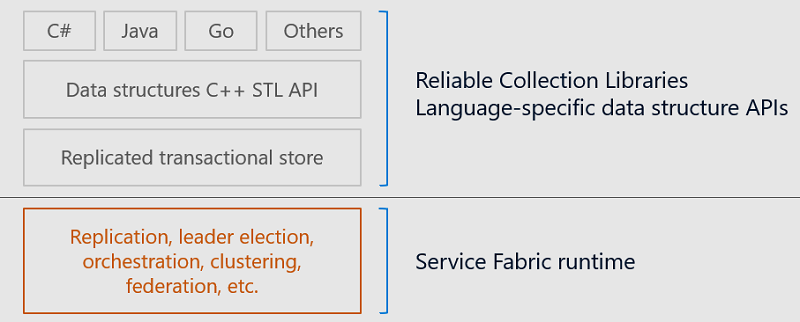 C#
Java
Go
Others
Data structures C++ STL API
Replicated transactional store
Reliable Collection Libraries
Language-specific data structure APIs
Replication, leader election,
orchestration, clustering,
federation, etc.
Service Fabric runtime